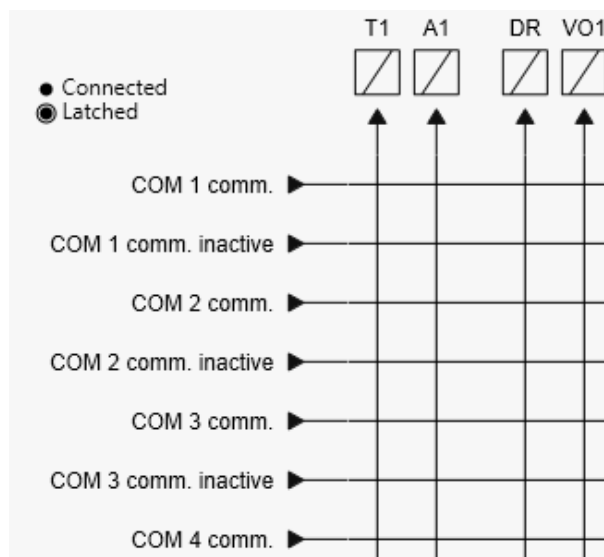 T1 A1 DR VO1
Connected
Latched
COM 1 comm.
COM 1 comm. inactive
COM 2 comm.
COM 2 comm. inactive
COM 3 comm.
COM 3 comm. inactive
COM 4 comm.